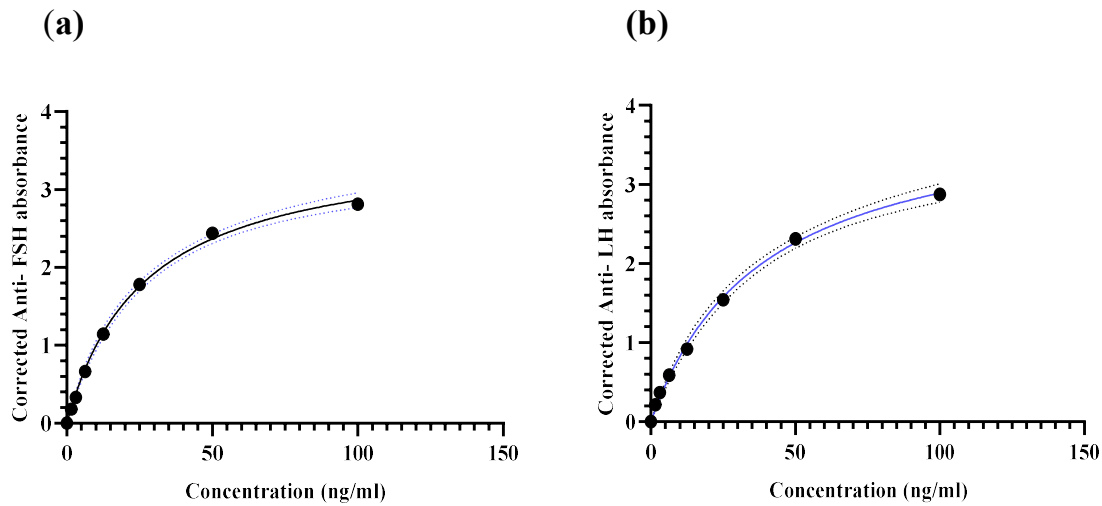 (a)
4
3
2
1
0
Corrected Anti- FSH absorbance
0 50 100 150
Concentration (ng/ml)
(b)
4
3
2
1
0
Corrected Anti- LH absorbance
0 50 100 150
Concentration (ng/ml)